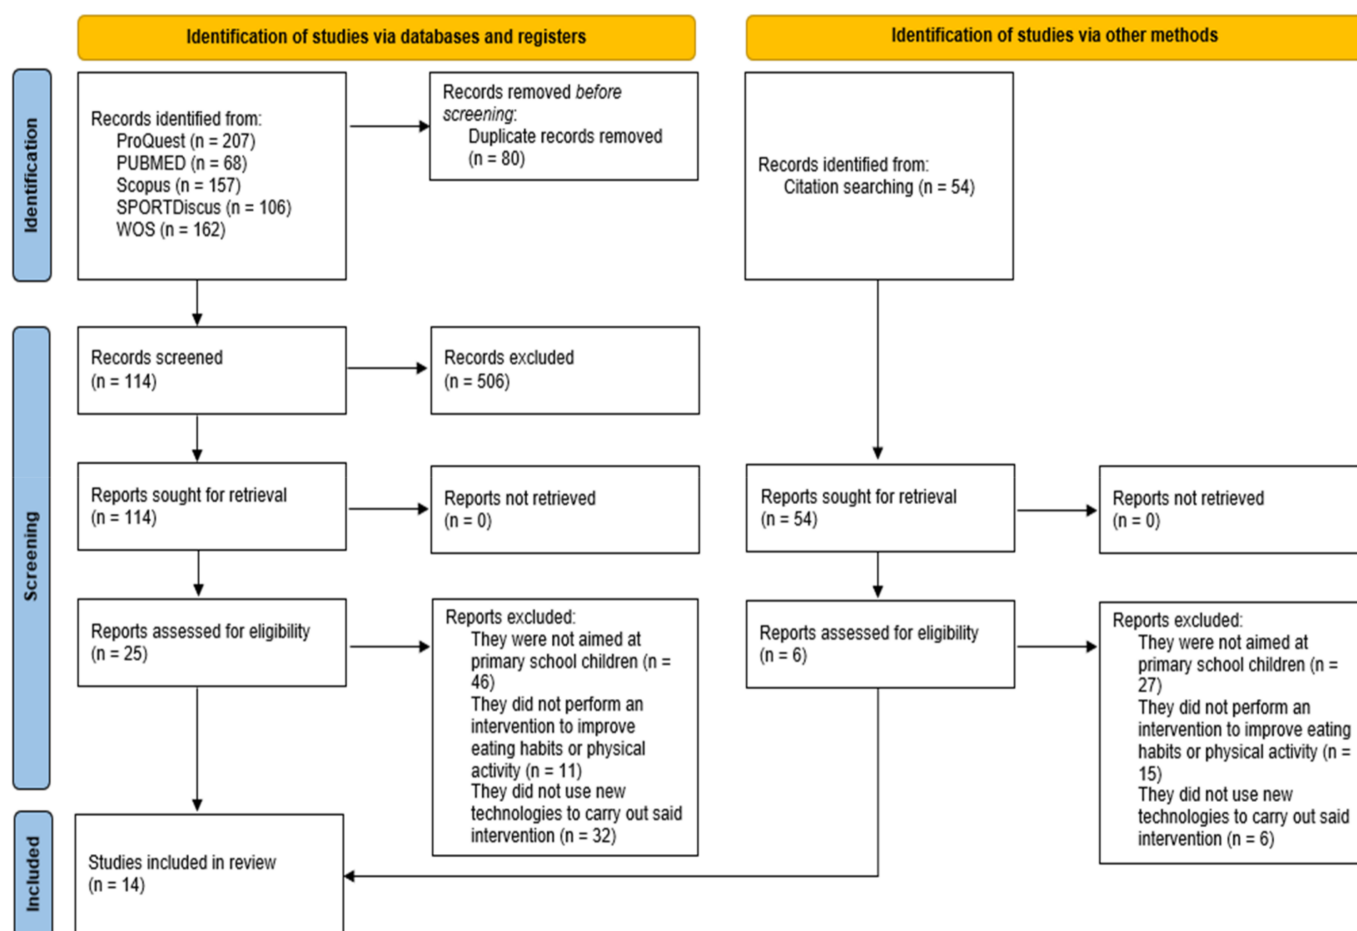 Identification of studies via databases and registers
Identification of studies via other methods
Identification
Records identified from:
ProQuest (n = 207)
PUBMED (n = 68)
Scopus (n = 157)
SPORTDiscus (n = 106)
WOS (n = 162)
Records removed before
screening:
Duplicate records removed
(n = 80)
Records identified from:
Citation searching (n = 54)
Screening
Records screened
(n = 114)
Records excluded
(n = 506)
Reports sought for retrieval
(n = 114)
Reports not retrieved
(n = 0)
Reports sought for retrieval
(n = 54)
Reports not retrieved
(n = 0)
Reports assessed for eligibility
(n = 25)
Reports excluded:
They were not aimed at
primary school children (n =
46)
They did not perform an
intervention to improve
eating habits or physical
activity (n = 11)
They did not use new
technologies to carry out said
intervention (n = 32)
Reports assessed for eligibility
(n = 6)
Reports excluded:
They were not aimed at
primary school children (n =
27)
They did not perform an
intervention to improve eating
habits or physical activity (n =
15)
They did not use new
technologies to carry out said
intervention (n = 6)
Included
Studies included in review
(n = 14)